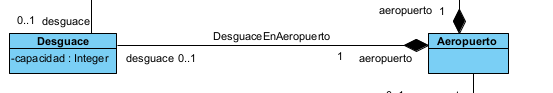 aeropuerto 1
0..1 desguace
DesguaceEnAeropuerto
Desguace
Aeropuerto
-capacidad : Integer
desguace 0..1
1
aeropuerto